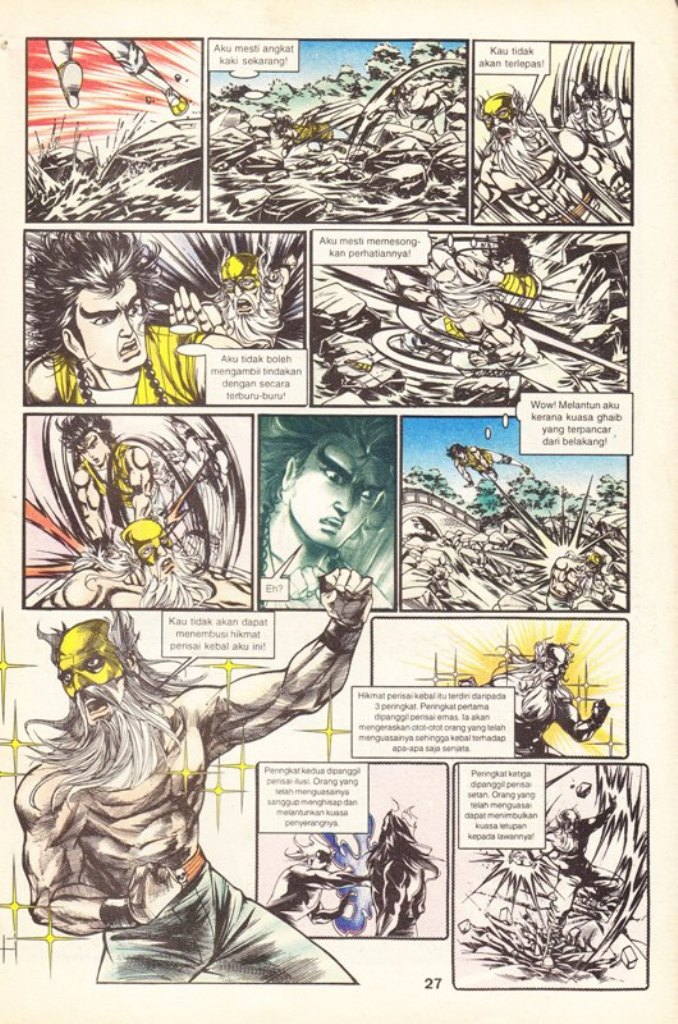 Aku mesti angkat
kaki sekarang!
Kau tidak
akan terlepas!
Aku tidak boleh
mengambil tindakan
dengan secara
terburu-buru!
Aku mesti memesong-
kan perhatiannya!
Eh?
Wow! Melantun aku
kerana kuasa ghaib
yang terpancar
dari belakang!
Kau tidak akan dapat
menembusi hikmat
perisai kebal aku ini!
Hikmat perisai kebal itu terdiri daripada
3 peringkat. Peringkat pertama
dipanggil perisai emas. Ia akan
mengeraskan otot-otot orang yang telah
menguasainya sehingga kebal terhadap
apa-apa saja senjata.
Peringkat kedua dipanggil
perisai ilusi. Orang yang
telah menguasainya
sanggup menghisap dan
melantunkan kuasa
penyerangnya.
Peringkat ketiga
dipanggil perisai
setan. Orang yang
telah menguasai
dapat menimbulkan
kuasa letupan
kepada lawannya!
27